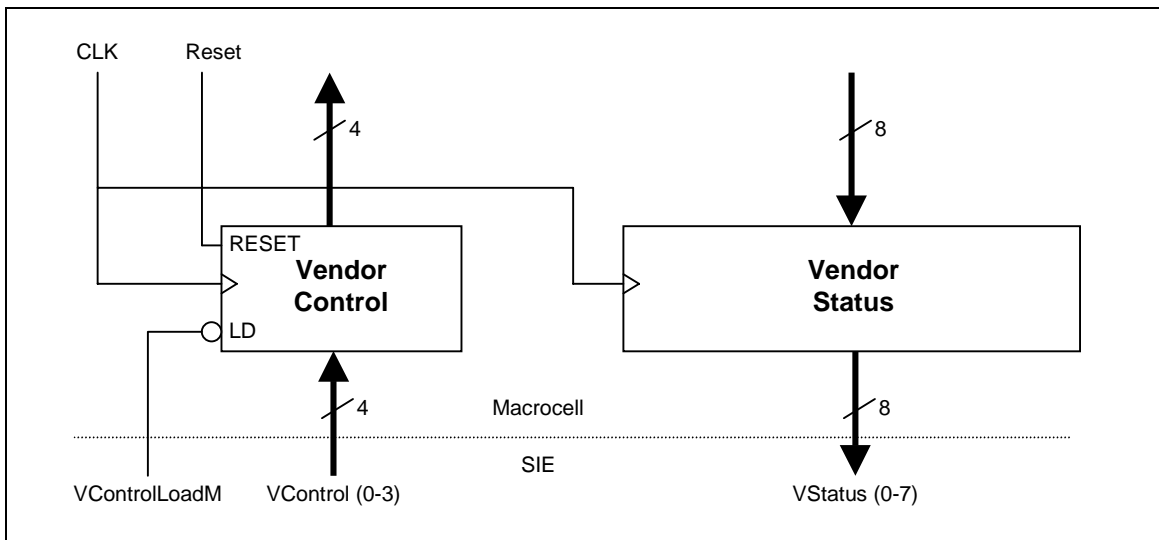 CLK
Reset
4
8
RESET
Vendor
Control
LD
Vendor
Status
4
Macrocell
8
SIE
VControlLoadM
VControl (0-3)
VStatus (0-7)